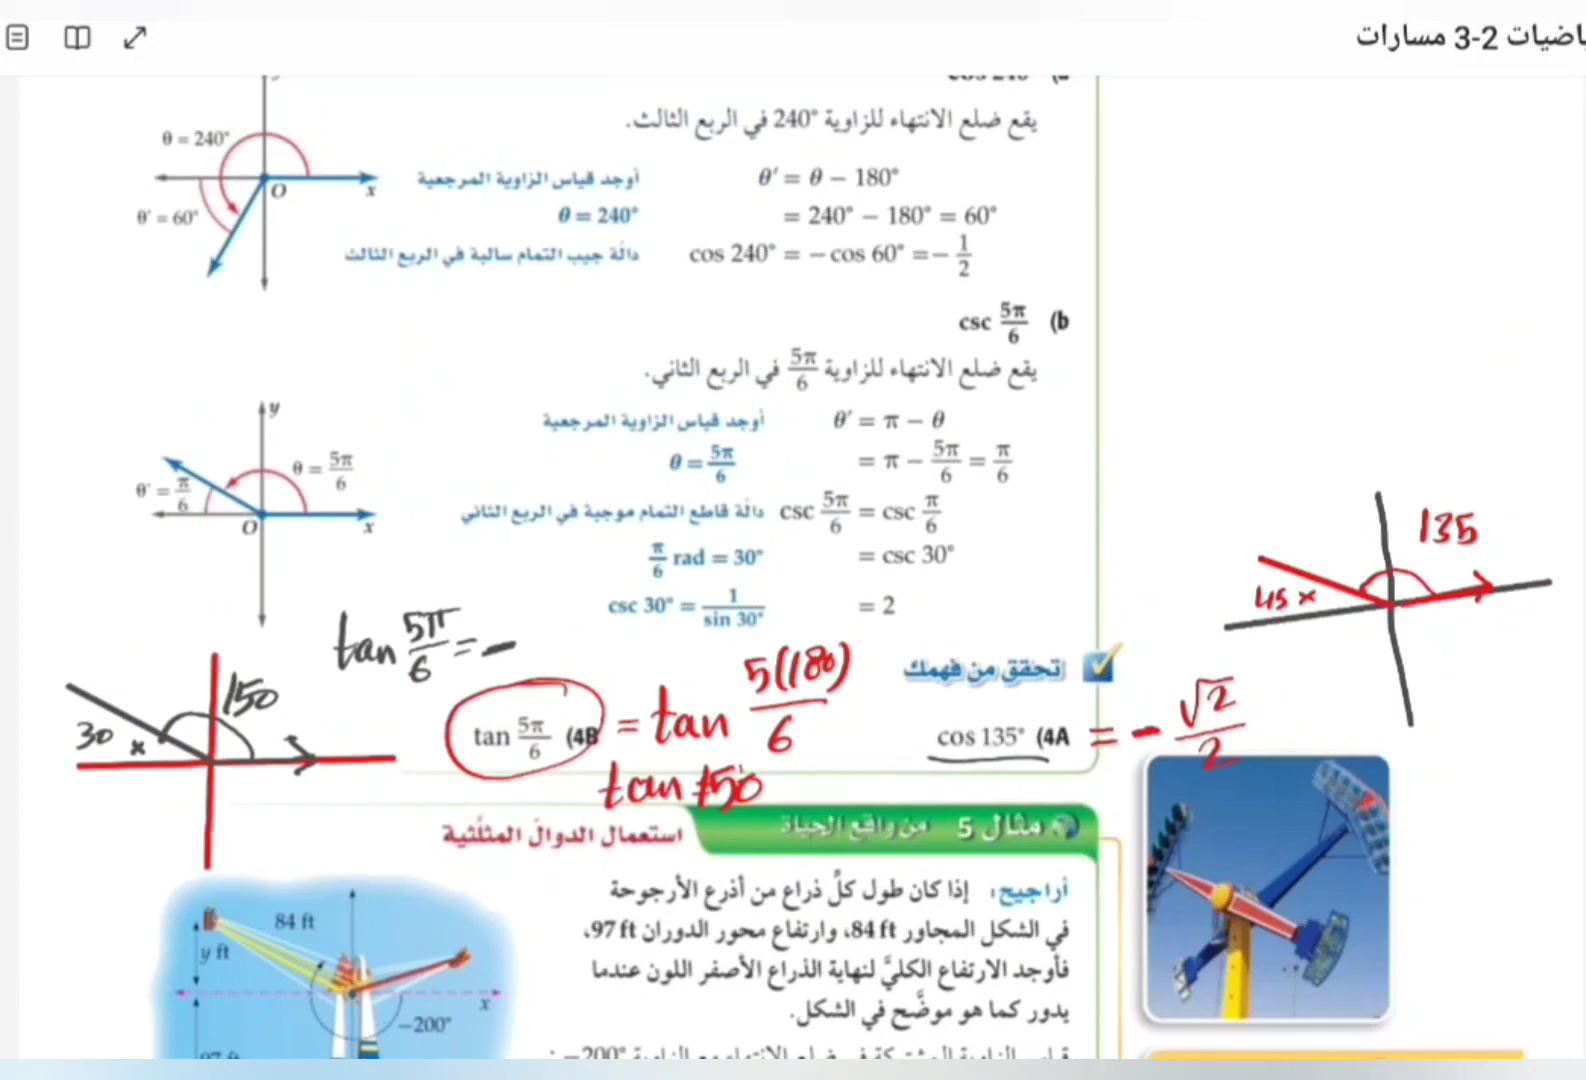 ياضيات 2-3 مسارات
يقع ضلع الانتهاء للزاوية 240° في الربع الثالث.
θ = 240°
θ' = 60°
O
x
θ' = θ − 180° أوجد قياس الزاوية المرجعية
= 240° − 180° = 60° θ = 240°
cos 240° = − cos 60° = − 1/2 دالّة جيب التمام سالبة في الربع الثالث
csc 5π/6 (b
يقع ضلع الانتهاء للزاوية 5π/6 في الربع الثاني.
y
θ = 5π/6
θ' = π/6
O
x
θ' = π − θ أوجد قياس الزاوية المرجعية
= π − 5π/6 = π/6 θ = 5π/6
csc 5π/6 = csc π/6 دالّة قاطع التمام موجبة في الربع الثاني
= csc 30° π/6 rad = 30°
= 2 csc 30° = 1/sin 30°
135
45 x
tan 5π/6 = −
150
30 x
تحقق من فهمك
cos 135° (4A = − √2/2
tan 5π/6 (4B = tan 5(180)/6
tan 150
مثال 5 من واقع الحياة استعمال الدوالّ المثلّثية
أراجيح: إذا كان طول كلِّ ذراع من أذرع الأرجوحة
في الشكل المجاور 84 ft، وارتفاع محور الدوران 97 ft،
فأوجد الارتفاع الكليَّ لنهاية الذراع الأصفر اللون عندما
يدور كما هو موضَّح في الشكل.
84 ft
y ft
x
−200°
97 ft